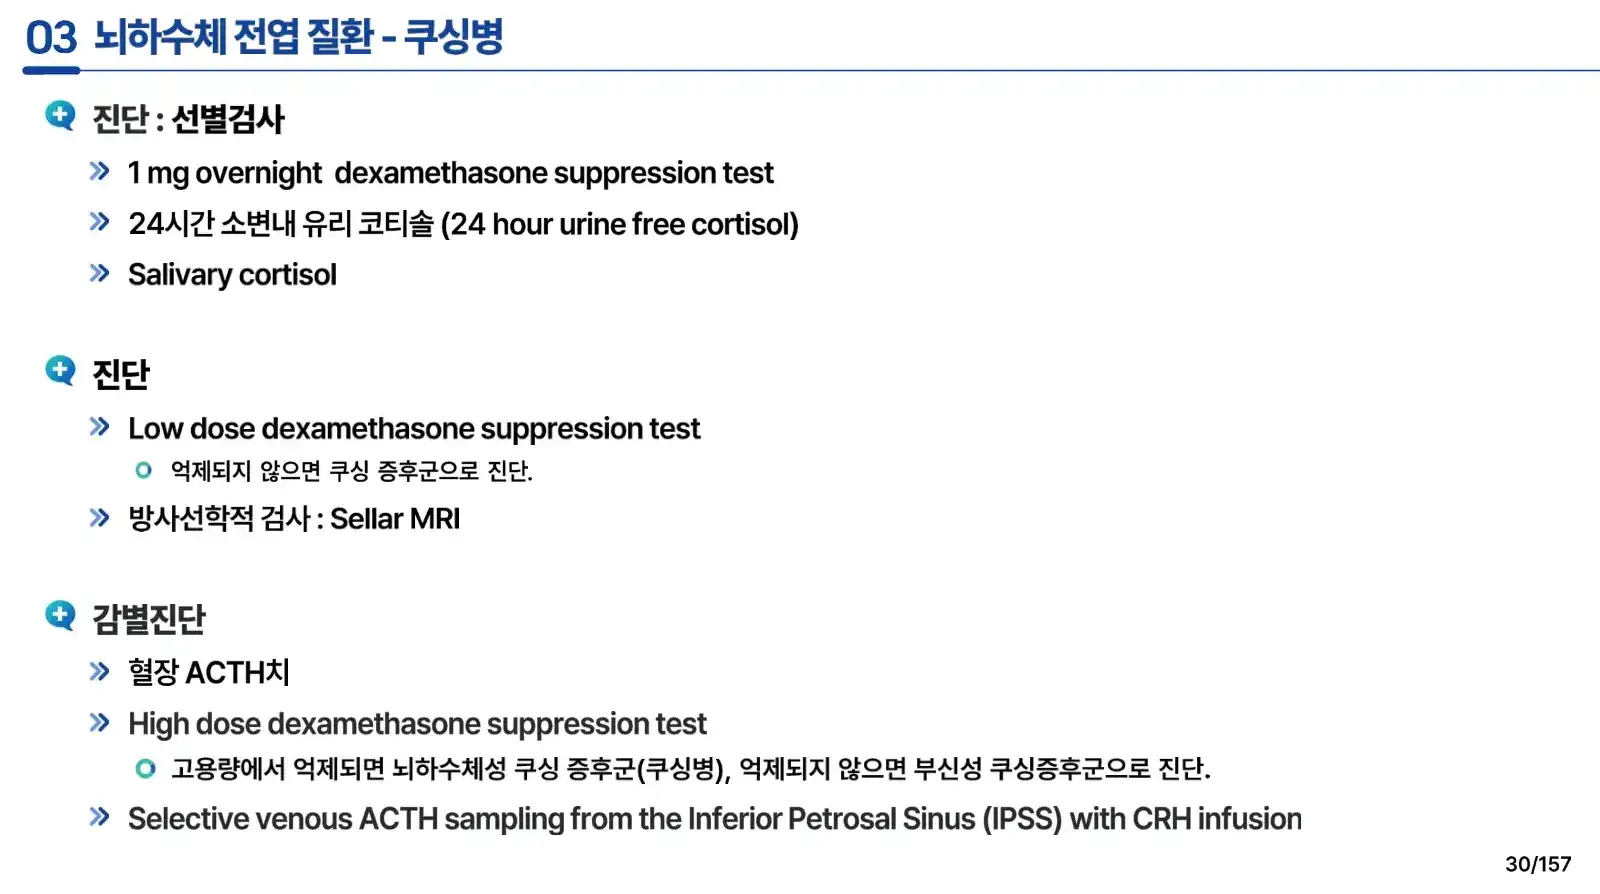 03 뇌하수체 전엽 질환 - 쿠싱병
진단 : 선별검사
1 mg overnight dexamethasone suppression test
24시간 소변내 유리 코티솔 (24 hour urine free cortisol)
Salivary cortisol
진단
Low dose dexamethasone suppression test
억제되지 않으면 쿠싱 증후군으로 진단.
방사선학적 검사 : Sellar MRI
감별진단
혈장 ACTH치
High dose dexamethasone suppression test
고용량에서 억제되면 뇌하수체성 쿠싱 증후군(쿠싱병), 억제되지 않으면 부신성 쿠싱증후군으로 진단.
Selective venous ACTH sampling from the Inferior Petrosal Sinus (IPSS) with CRH infusion
30/157